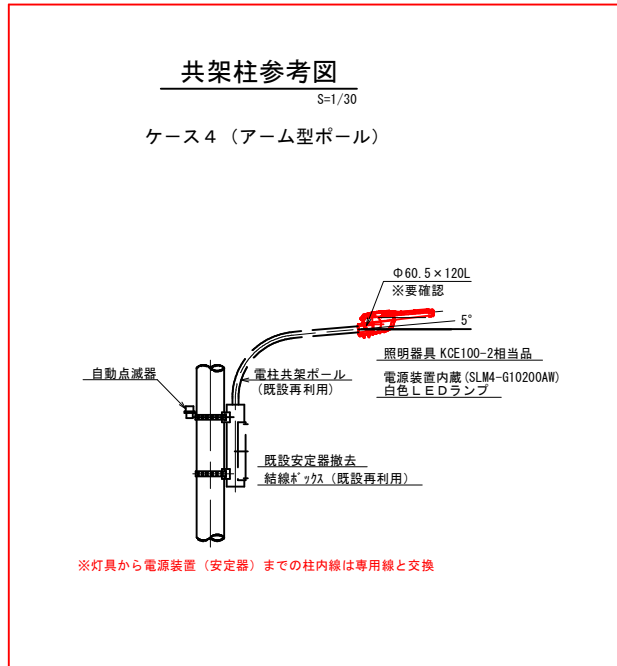 共架柱参考図
S=1/30
ケース4（アーム型ポール）
Φ60.5×120L
※要確認
5°
照明器具 KCE100-2相当品
電源装置内蔵(SLM4-G10200AW)
白色ＬＥＤランプ
自動点滅器
電柱共架ポール
(既設再利用)
既設安定器撤去
結線ﾎﾞｯｸｽ（既設再利用）
※灯具から電源装置（安定器）までの柱内線は専用線と交換